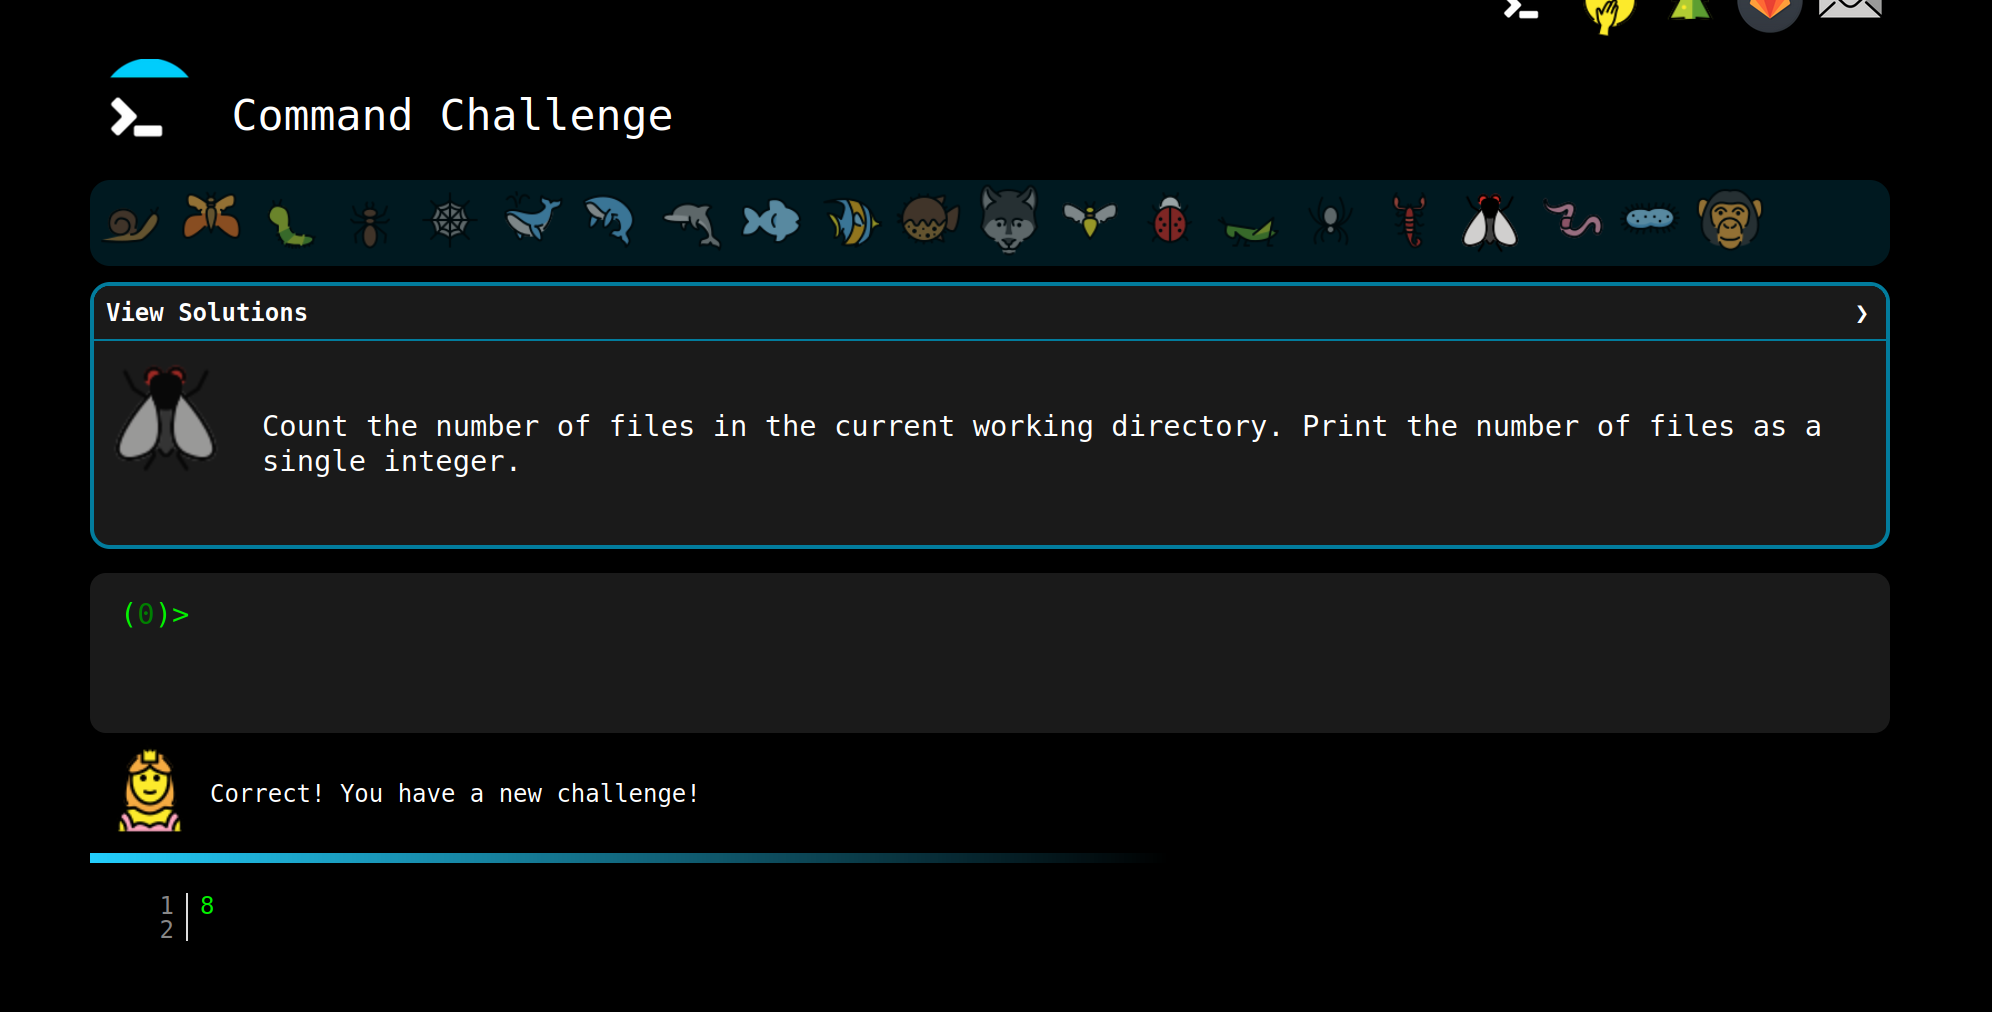 Command Challenge
View Solutions
Count the number of files in the current working directory. Print the number of files as a
single integer.
(0)>
Correct! You have a new challenge!
1 8
2